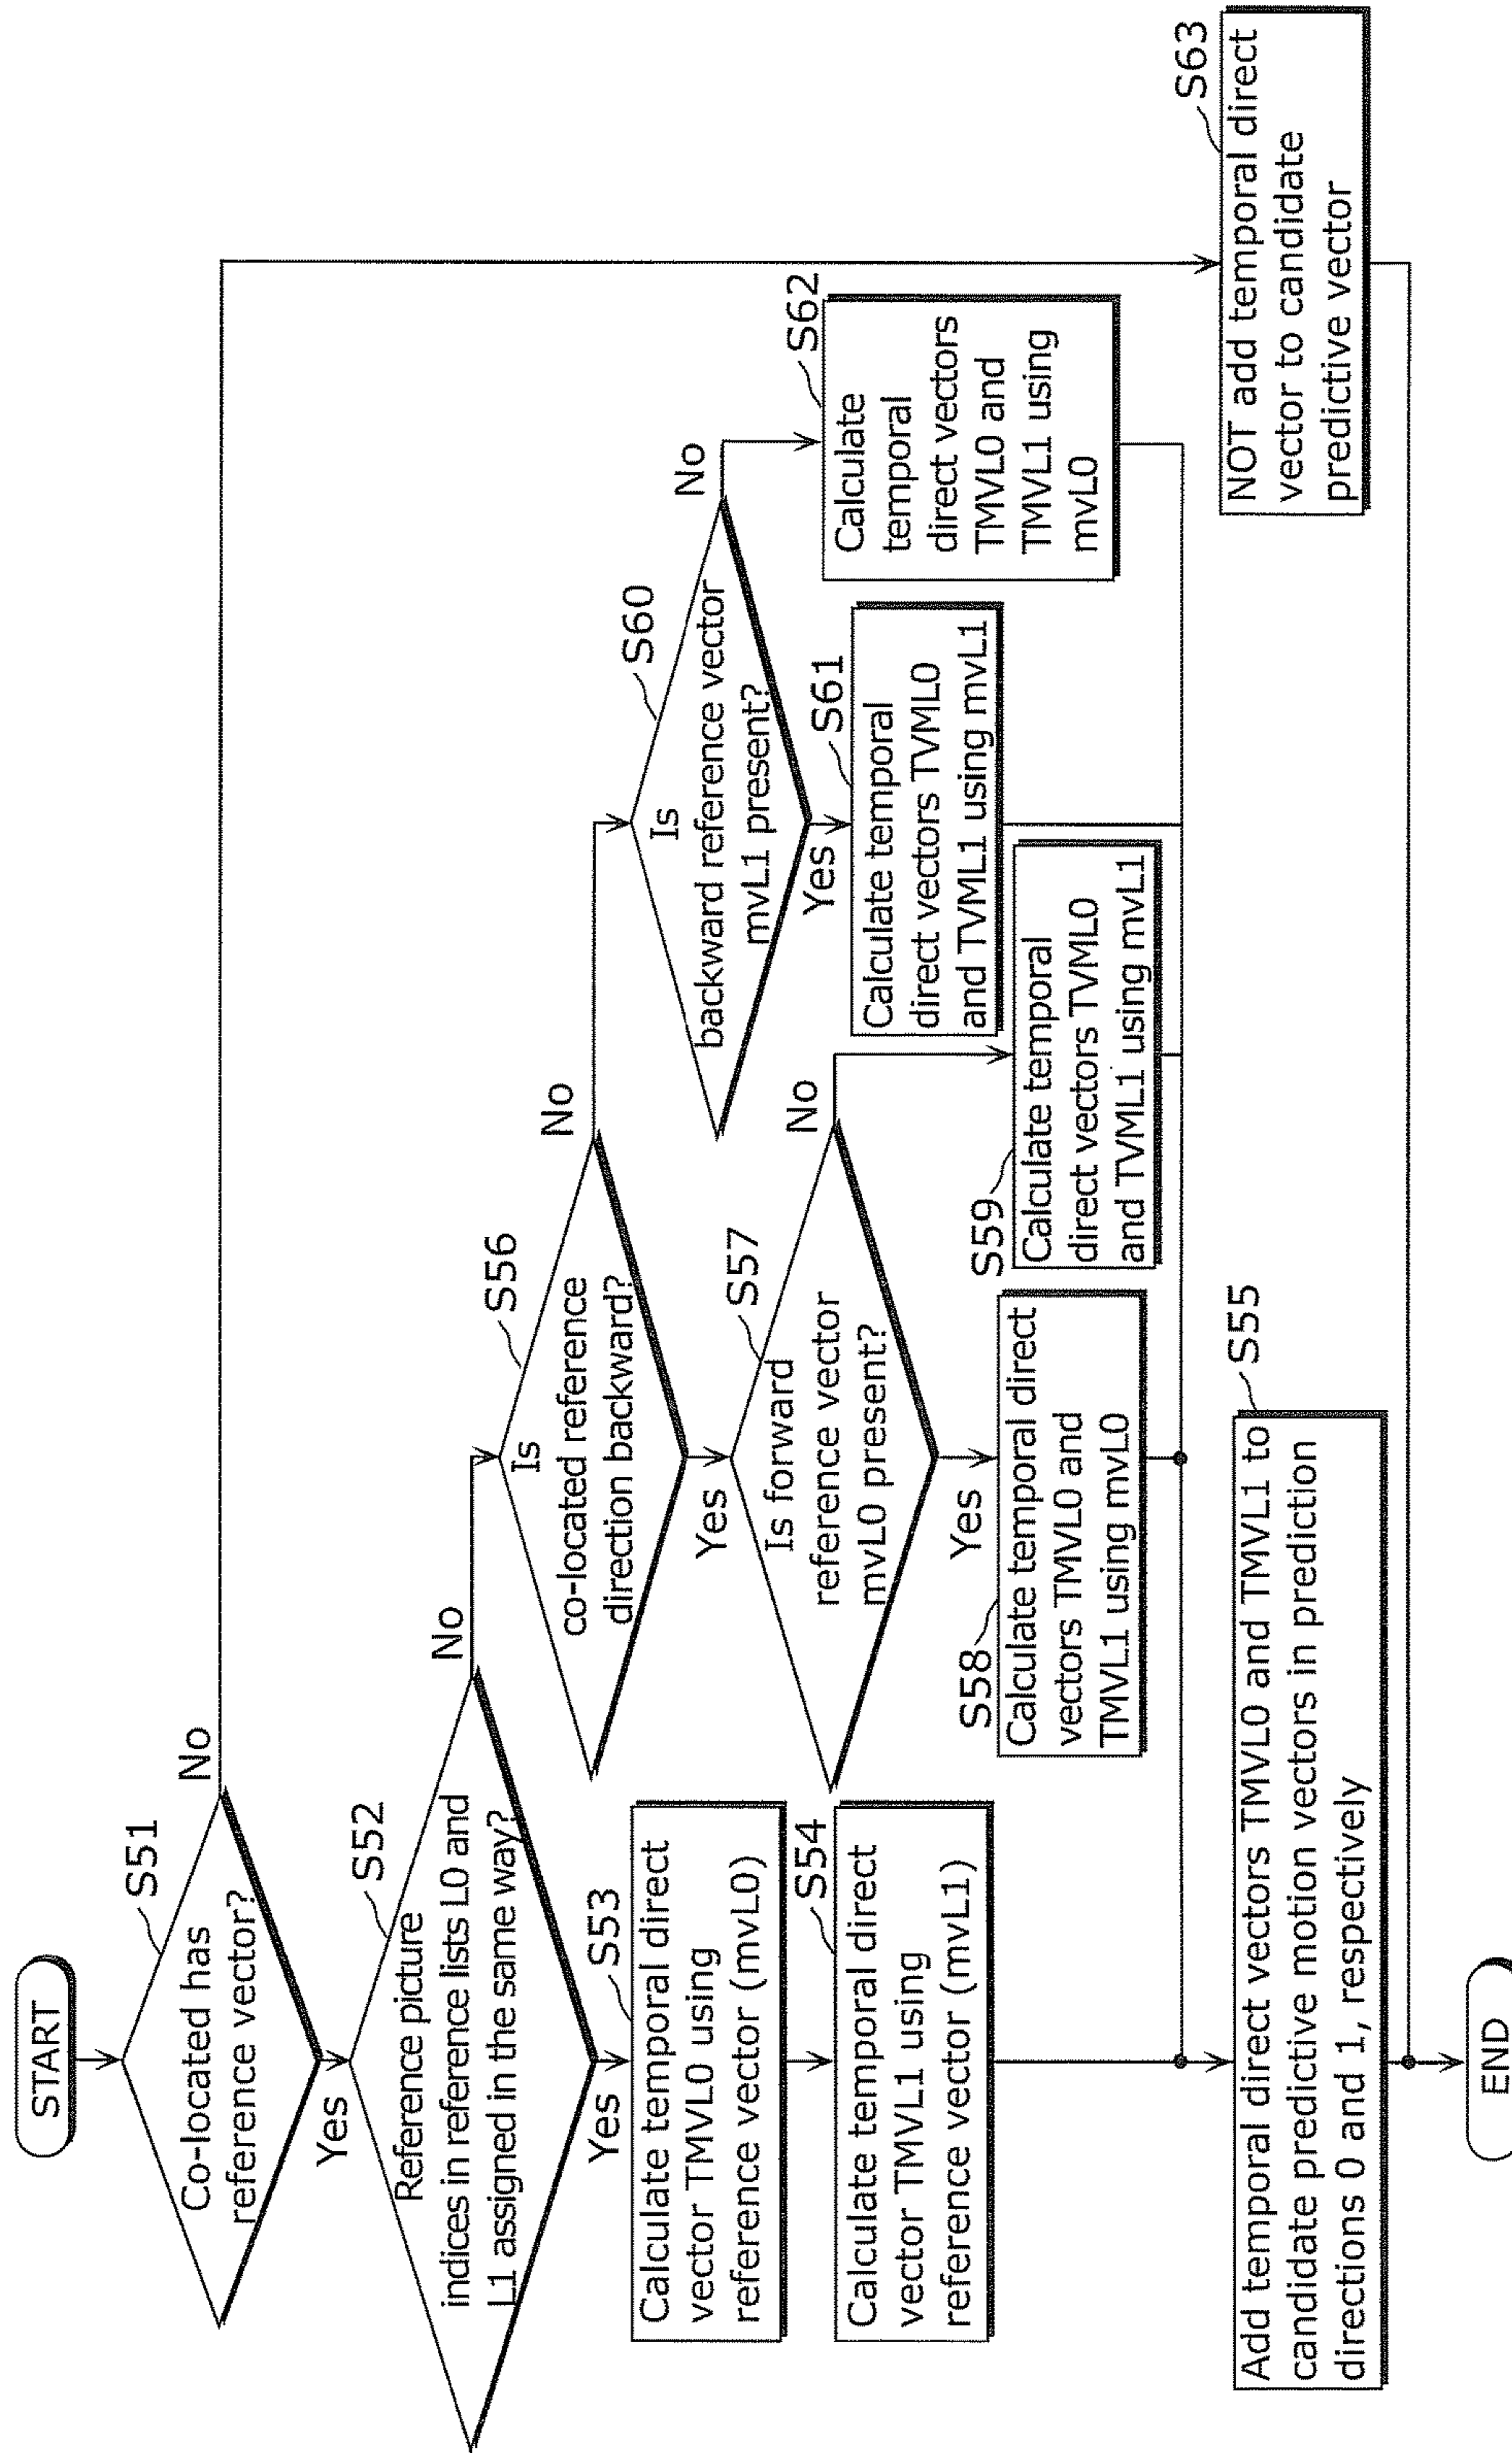 START
S51
Co-located has
reference vector?
No
Yes
S52
Reference picture
indices in reference lists L0 and
L1 assigned in the same way?
No
Yes
S53
Calculate temporal direct
vector TMVL0 using
reference vector (mvL0)
S54
Calculate temporal direct
vector TMVL1 using
reference vector (mvL1)
S56
Is
co-located reference
direction backward?
No
Yes
S57
Is forward
reference vector
mvL0 present?
No
Yes
S58
Calculate temporal direct
vectors TMVL0 and
TMVL1 using mvL0
S59
Calculate temporal
direct vectors TVML0
and TVML1 using mvL1
S60
Is
backward reference vector
mvL1 present?
No
Yes
S61
Calculate temporal
direct vectors TVML0
and TVML1 using mvL1
S62
Calculate
temporal
direct vectors
TMVL0 and
TMVL1 using
mvL0
S63
NOT add temporal direct
vector to candidate
predictive vector
S55
Add temporal direct vectors TMVL0 and TMVL1 to
candidate predictive motion vectors in prediction
directions 0 and 1, respectively
END